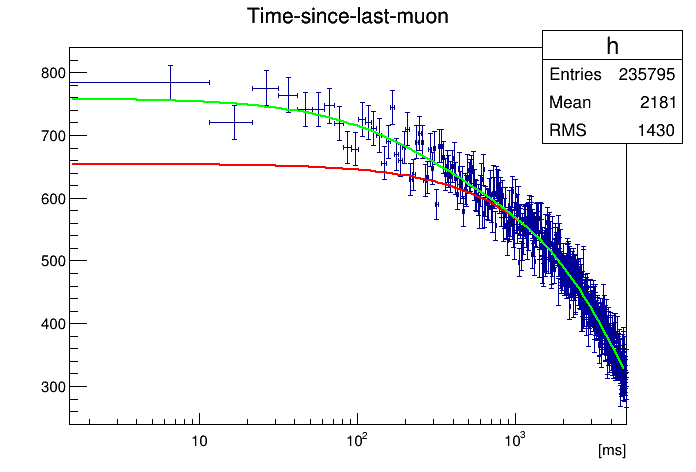 Time-since-last-muon
h
Entries 235795
Mean 2181
RMS 1430
800
700
600
500
400
300
10
10²
10³
[ms]